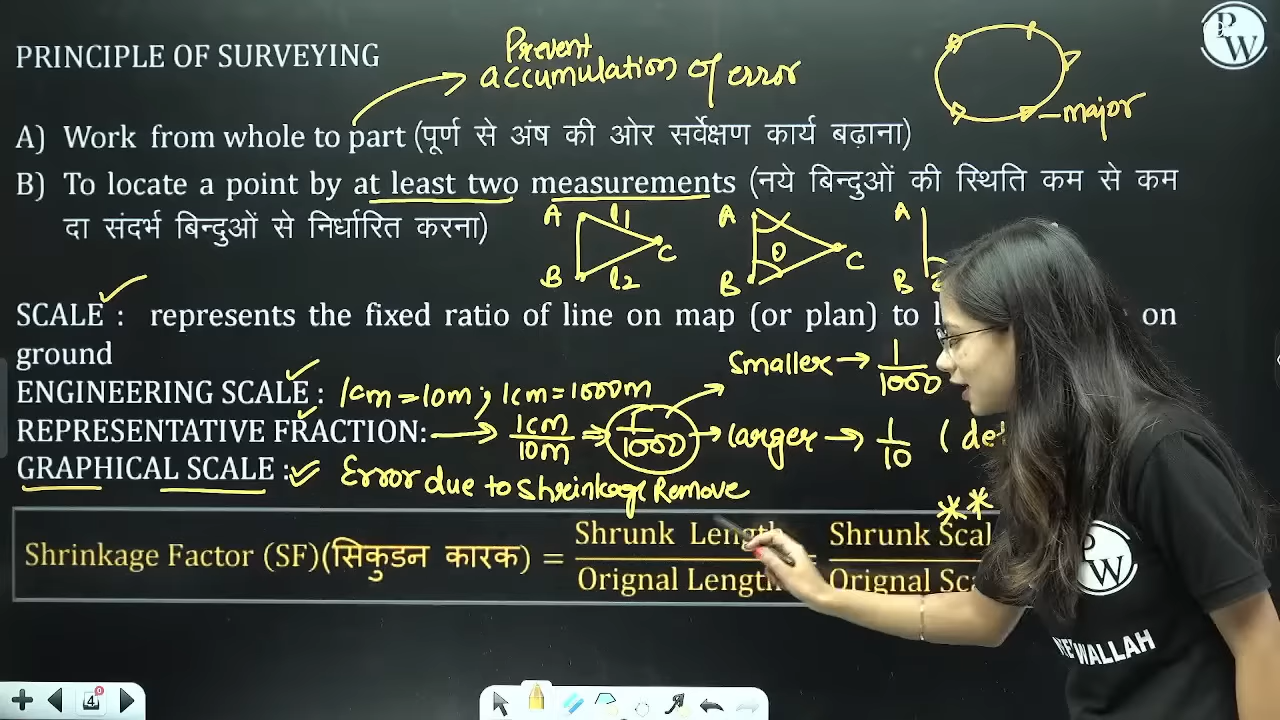 PRINCIPLE OF SURVEYING
Prevent
accumulation of error
major
A) Work from whole to part (पूर्ण से अंष की ओर सर्वेक्षण कार्य बढ़ाना)
B) To locate a point by at least two measurements (नये बिन्दुओं की स्थिति कम से कम
दा संदर्भ बिन्दुओं से निर्धारित करना)
A l1 C B l2
A θ C B
A B
SCALE : represents the fixed ratio of line on map (or plan) to on
ground
smaller → 1/1000
ENGINEERING SCALE : 1cm = 10m ; 1cm = 1000m
REPRESENTATIVE FRACTION: → 1cm/10m ⇒ 1/1000 → larger → 1/10 (
GRAPHICAL SCALE : Error due to shrinkage Remove
**
Shrinkage Factor (SF)(सिकुडन कारक) = Shrunk Length / Orignal Length = Shrunk Scal / Orignal Sca
PW
PW
WALLAH
4